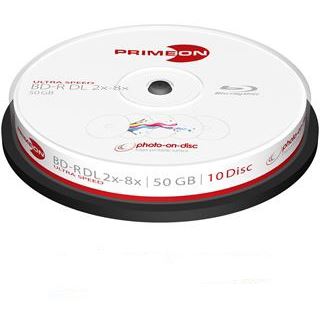 PRIMEON
ULTRA SPEED
BD-R DL 2x-8x
50 GB
Blu-ray Disc
photo-on-disc
BD-R DL 2x-8x | 50 GB | 10 Disc
ULTRA SPEED
photo-on-disc